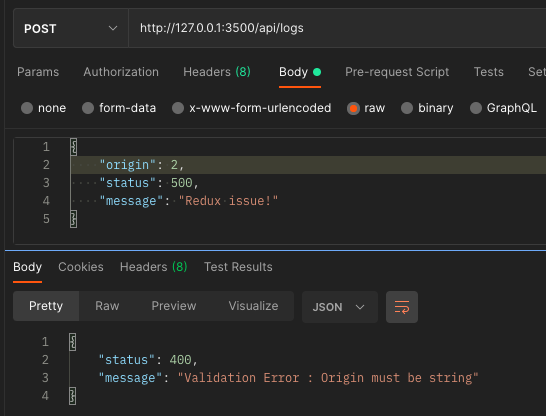 POST http://127.0.0.1:3500/api/logs
Params Authorization Headers (8) Body Pre-request Script Tests Set
none form-data x-www-form-urlencoded raw binary GraphQL
1 {
2 "origin": 2,
3 "status": 500,
4 "message": "Redux issue!"
5 }
Body Cookies Headers (8) Test Results
Pretty Raw Preview Visualize JSON
1 {
2 "status": 400,
3 "message": "Validation Error : Origin must be string"
4 }